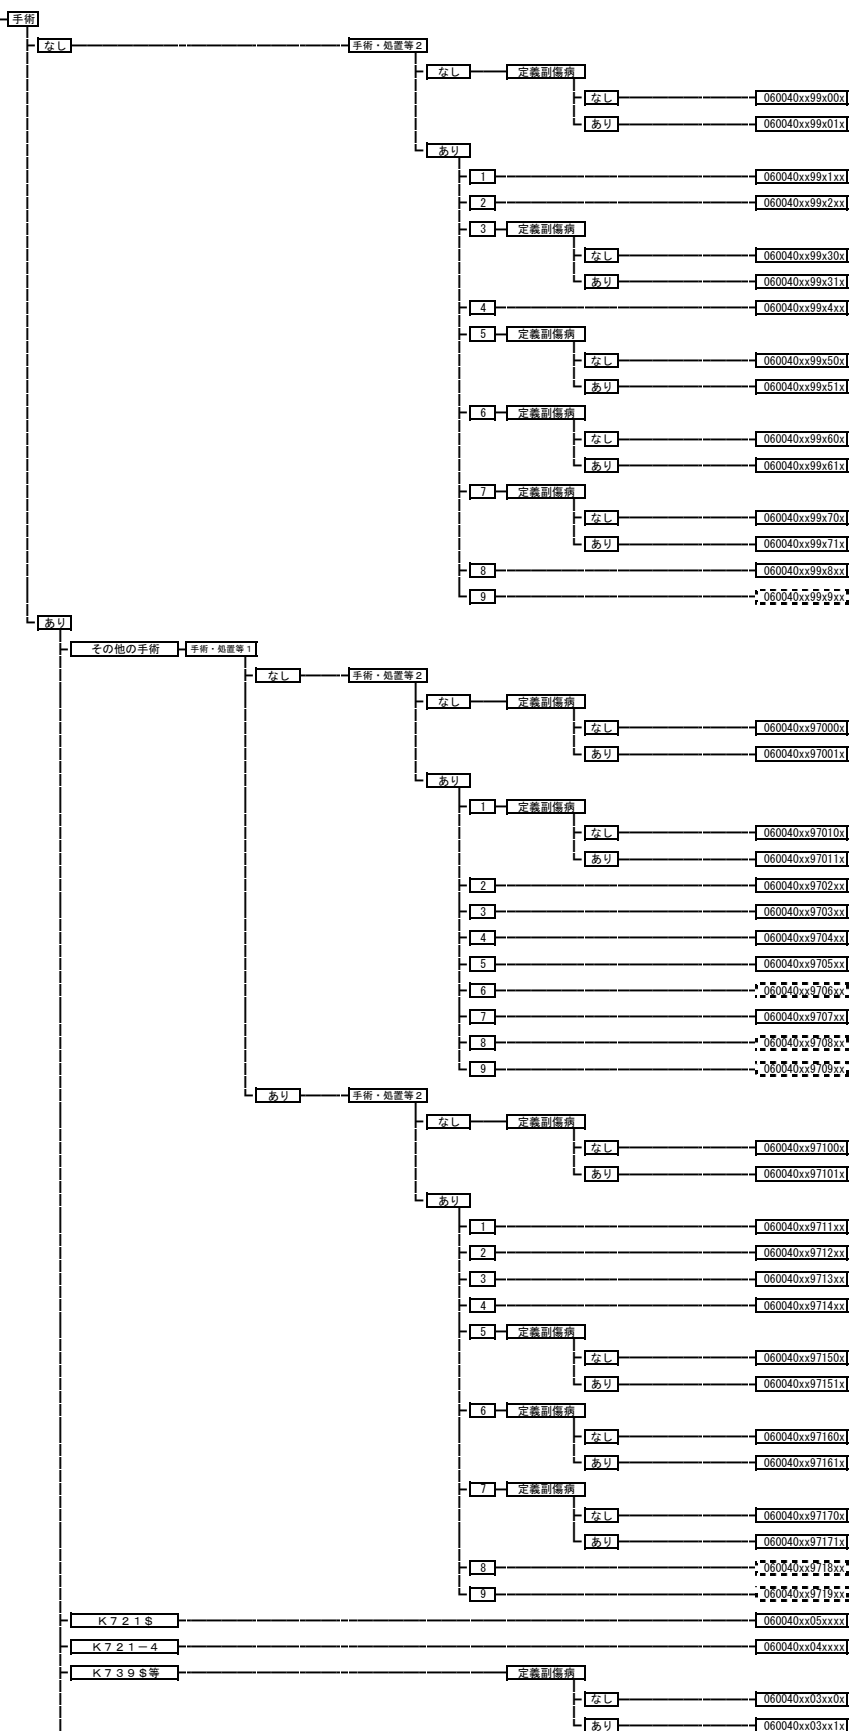 手術
なし 手術・処置等2
なし 定義副傷病
なし 060040xx99x00x
あり 060040xx99x01x
あり
1 060040xx99x1xx
2 060040xx99x2xx
3 定義副傷病
なし 060040xx99x30x
あり 060040xx99x31x
4 060040xx99x4xx
5 定義副傷病
なし 060040xx99x50x
あり 060040xx99x51x
6 定義副傷病
なし 060040xx99x60x
あり 060040xx99x61x
7 定義副傷病
なし 060040xx99x70x
あり 060040xx99x71x
8 060040xx99x8xx
9 060040xx99x9xx
あり
その他の手術 手術・処置等1
なし 手術・処置等2
なし 定義副傷病
なし 060040xx97000x
あり 060040xx97001x
あり
1 定義副傷病
なし 060040xx97010x
あり 060040xx97011x
2 060040xx9702xx
3 060040xx9703xx
4 060040xx9704xx
5 060040xx9705xx
6 060040xx9706xx
7 060040xx9707xx
8 060040xx9708xx
9 060040xx9709xx
あり 手術・処置等2
なし 定義副傷病
なし 060040xx97100x
あり 060040xx97101x
あり
1 060040xx9711xx
2 060040xx9712xx
3 060040xx9713xx
4 060040xx9714xx
5 定義副傷病
なし 060040xx97150x
あり 060040xx97151x
6 定義副傷病
なし 060040xx97160x
あり 060040xx97161x
7 定義副傷病
なし 060040xx97170x
あり 060040xx97171x
8 060040xx9718xx
9 060040xx9719xx
K721$ 060040xx05xxxx
K721-4 060040xx04xxxx
K739$等 定義副傷病
なし 060040xx03xx0x
あり 060040xx03xx1x